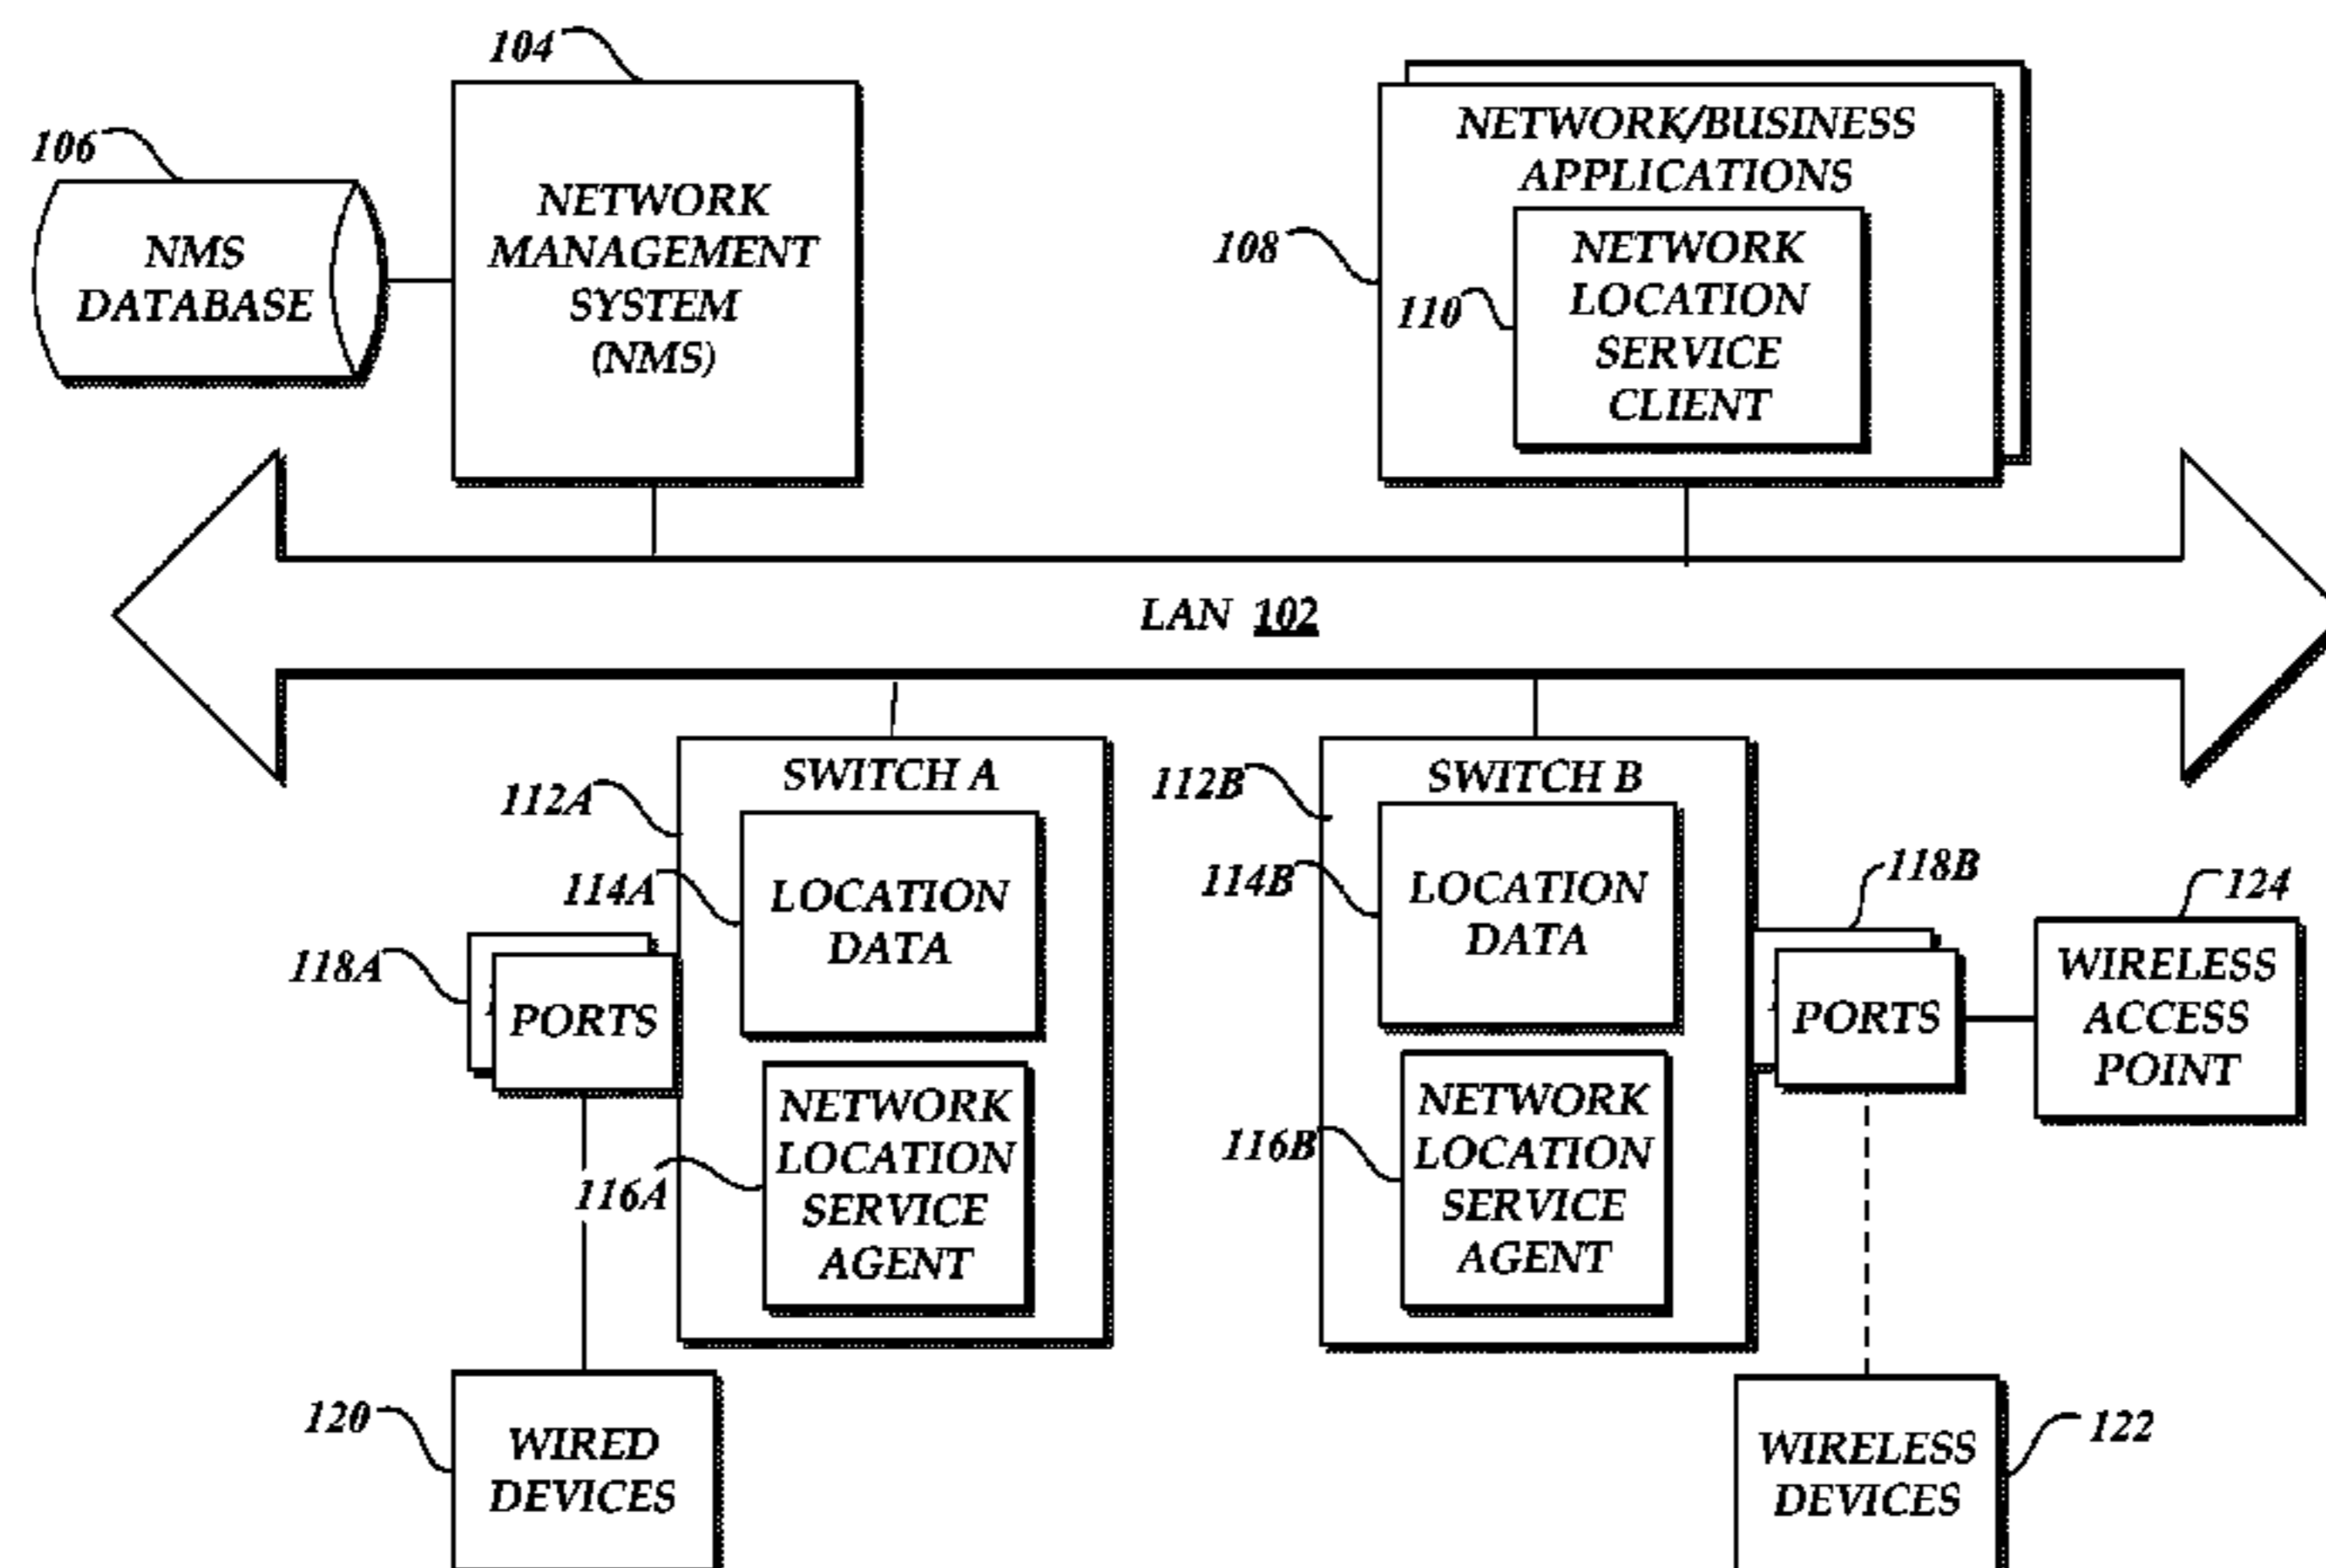 104
106
NETWORK
MANAGEMENT
SYSTEM
(NMS)
NMS
DATABASE
NETWORK/BUSINESS
APPLICATIONS
108
110
NETWORK
LOCATION
SERVICE
CLIENT
LAN 102
112A
SWITCH A
114A
LOCATION
DATA
118A
PORTS
116A
NETWORK
LOCATION
SERVICE
AGENT
120
WIRED
DEVICES
112B
SWITCH B
114B
LOCATION
DATA
118B
PORTS
124
WIRELESS
ACCESS
POINT
116B
NETWORK
LOCATION
SERVICE
AGENT
122
WIRELESS
DEVICES